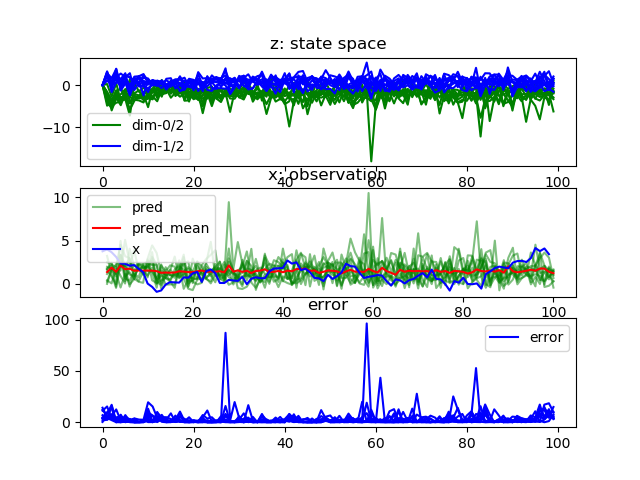 z: state space
0
−10
dim-0/2
dim-1/2
0 20 40 60 80 100
x: observation
10
5
0
pred
pred_mean
x
0 20 40 60 80 100
error
100
50
0
error
0 20 40 60 80 100